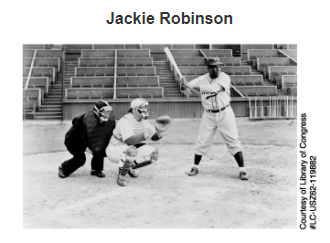 Jackie Robinson
Courtesy of Library of Congress
#LC-USZ62-119882